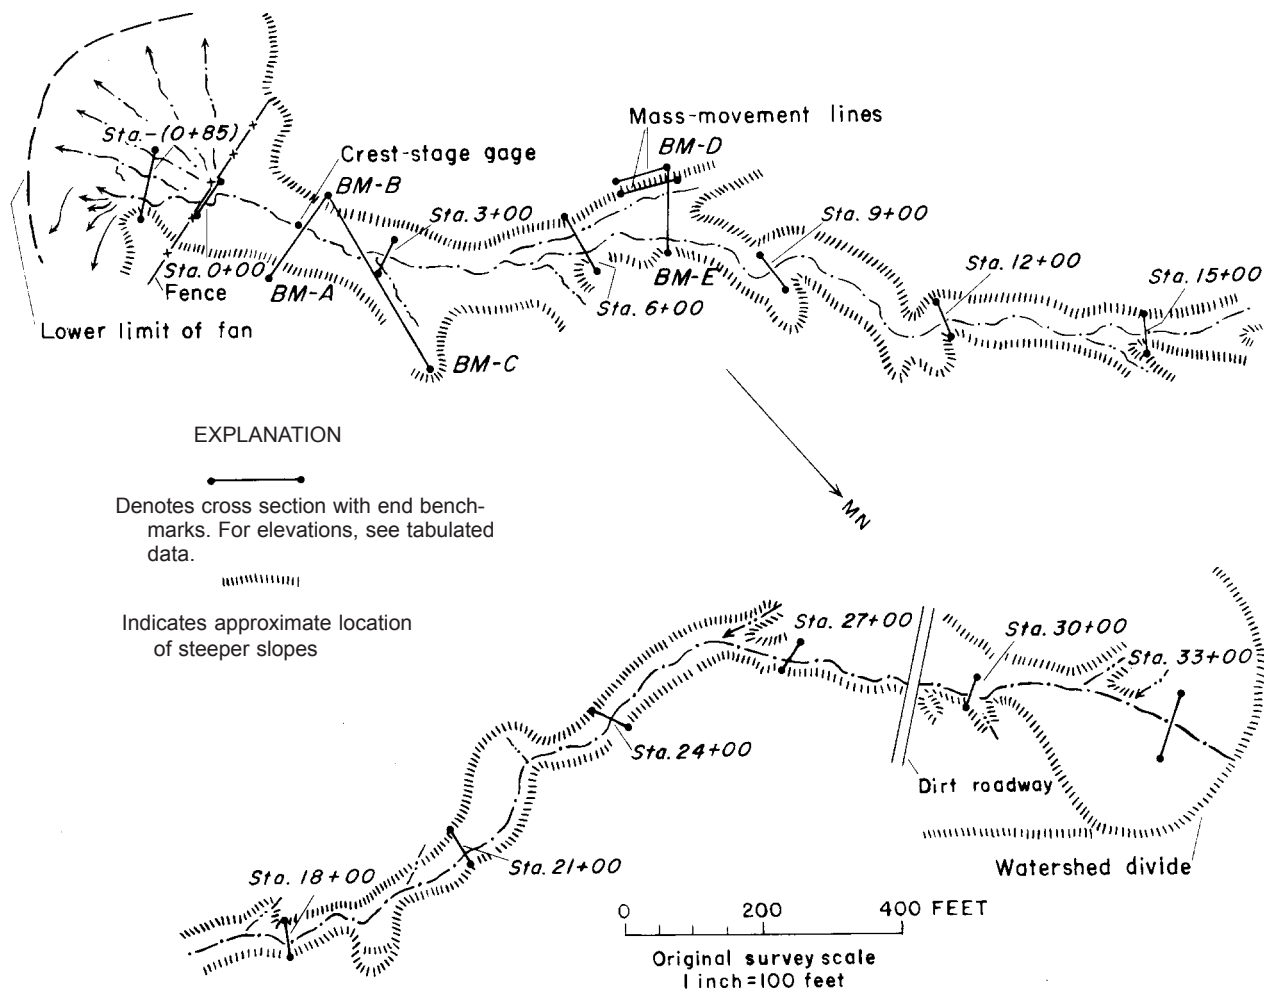 Mass-movement lines
Sta.-(0+85)
BM-D
Crest-stage gage
BM-B
Sta. 3+00
Sta. 9+00
Sta. 12+00
Sta. 15+00
Sta. 0+00
Fence
BM-A
BM-E
Sta. 6+00
Lower limit of fan
BM-C
EXPLANATION
Denotes cross section with end bench-
marks. For elevations, see tabulated
data.
MN
Indicates approximate location
of steeper slopes
Sta. 27+00
Sta. 30+00
Sta. 33+00
Sta. 24+00
Dirt roadway
Sta. 21+00
Watershed divide
Sta. 18+00
0 200 400 FEET
Original survey scale
1 inch=100 feet